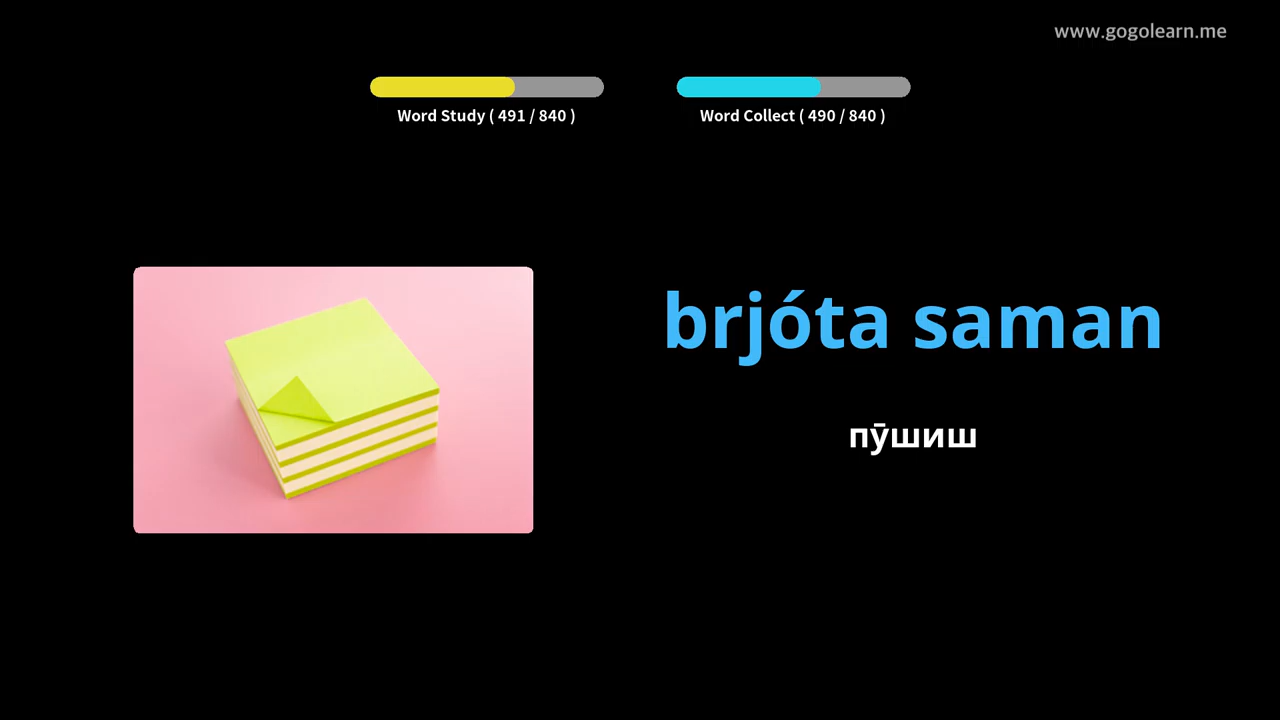 www.gogolearn.me
Word Study ( 491 / 840 )
Word Collect ( 490 / 840 )
brjóta saman
пӯшиш